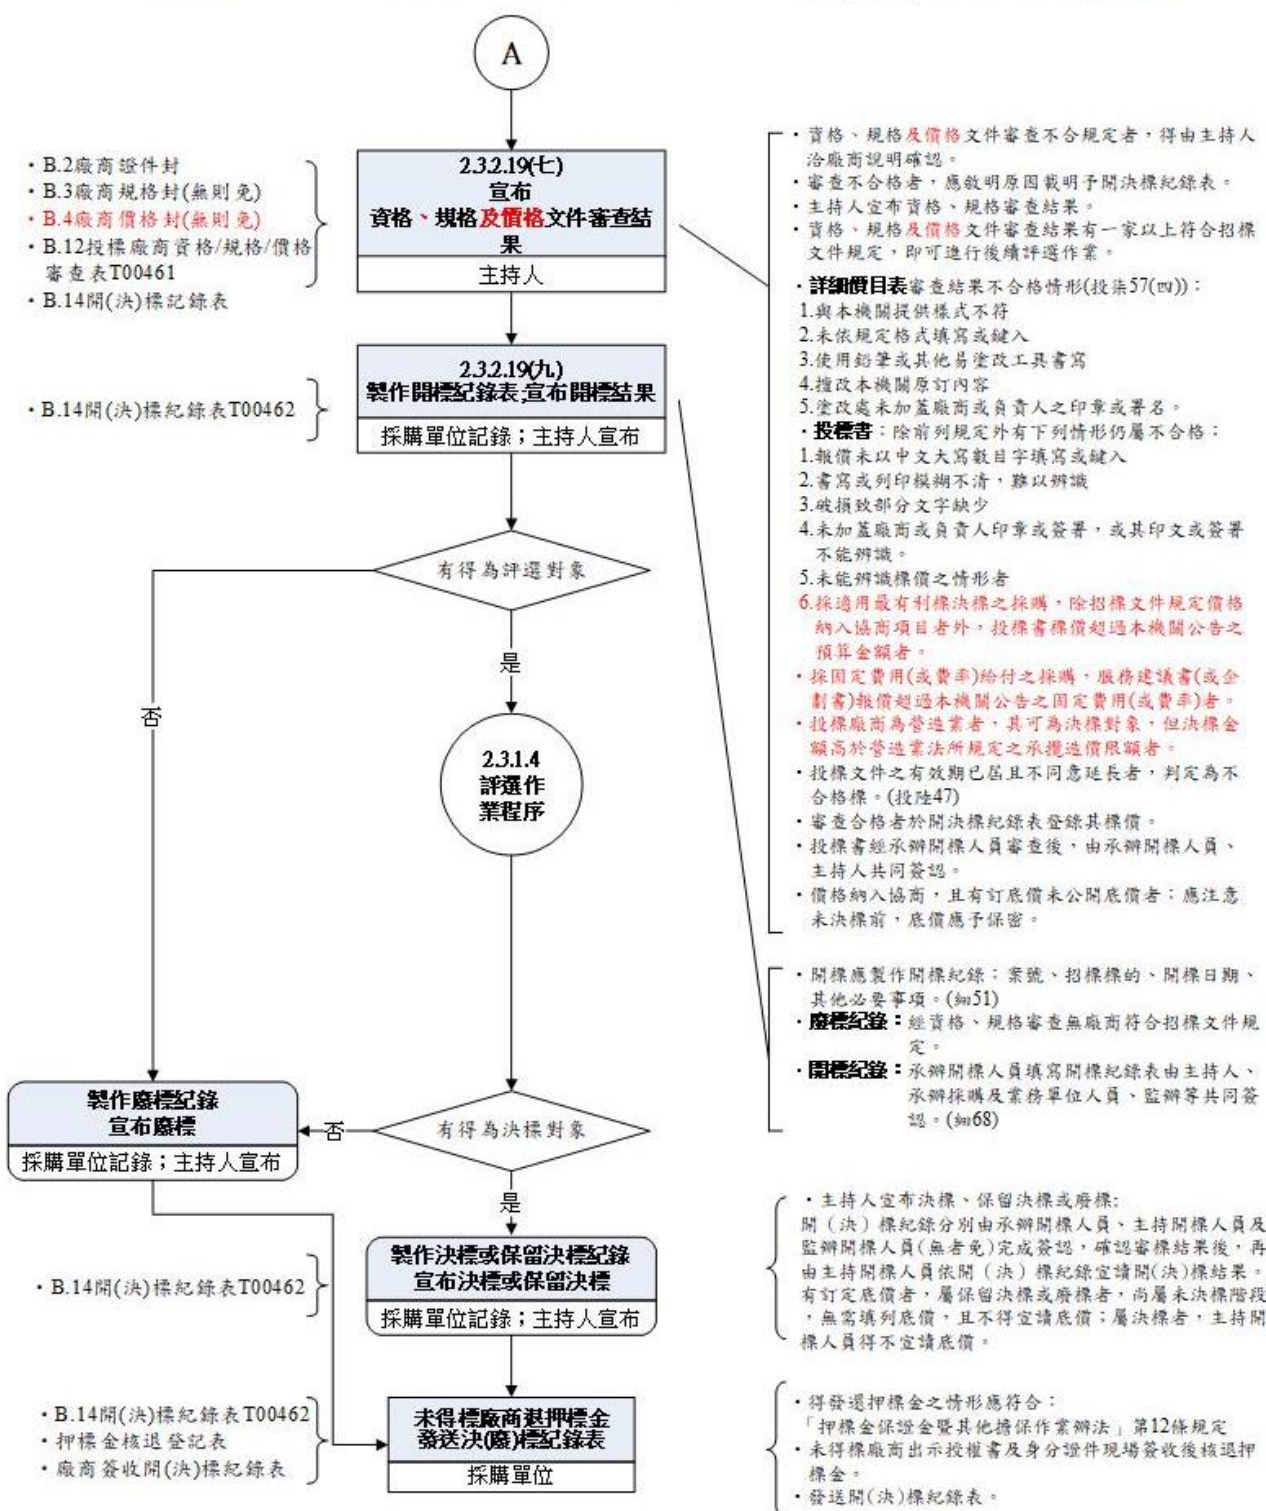 A
・B.2廠商證件封
・B.3廠商規格封(無則免)
・B.4廠商價格封(無則免)
・B.12投標廠商資格/規格/價格
審查表T00461
・B.14開(決)標記錄表
2.3.2.19(七)
宣布
資格、規格及價格文件審查結
果
主持人
・資格、規格及價格文件審查不合規定者，得由主持人
洽廠商說明確認。
・審查不合格者，應敘明原因載明予開決標紀錄表。
・主持人宣布資格、規格審查結果。
・資格、規格及價格文件審查結果有一家以上符合招標
文件規定，即可進行後續評選作業。
・詳細價目表審查結果不合格情形(投柒57(四))：
1.與本機關提供樣式不符
2.未依規定格式填寫或鍵入
3.使用鉛筆或其他易塗改工具書寫
4.擅改本機關原訂內容
5.塗改處未加蓋廠商或負責人之印章或署名。
・投標書：除前列規定外有下列情形仍屬不合格：
1.報價未以中文大寫數目字填寫或鍵入
2.書寫或列印模糊不清，難以辨識
3.破損致部分文字缺少
4.未加蓋廠商或負責人印章或簽署，或其印文或簽署
不能辨識。
5.未能辨識標價之情形者
6.採適用最有利標決標之採購，除招標文件規定價格
納入協商項目者外，投標書標價超過本機關公告之
預算金額者。
・採固定費用(或費率)給付之採購，服務建議書(或企
劃書)報價超過本機關公告之固定費用(或費率)者。
・投標廠商為營造業者，其可為決標對象，但決標金
額高於營造業法所規定之承攬造價限額者。
・投標文件之有效期已屆且不同意延長者，判定為不
合格標。(投陸47)
・審查合格者於開決標紀錄表登錄其標價。
・投標書經承辦開標人員審查後，由承辦開標人員、
主持人共同簽認。
・價格納入協商，且有訂底價未公開底價者：應注意
未決標前，底價應予保密。
・B.14開(決)標紀錄表T00462
2.3.2.19(九)
製作開標紀錄表;宣布開標結果
採購單位記錄；主持人宣布
・開標應製作開標紀錄：案號、招標標的、開標日期、
其他必要事項。(細51)
・廢標紀錄：經資格、規格審查無廠商符合招標文件規
定。
・開標紀錄：承辦開標人員填寫開標紀錄表由主持人、
承辦採購及業務單位人員、監辦等共同簽
認。(細68)
有得為評選對象
是
否
2.3.1.4
評選作
業程序
製作廢標紀錄
宣布廢標
採購單位記錄；主持人宣布
否
有得為決標對象
是
・B.14開(決)標紀錄表T00462
製作決標或保留決標紀錄
宣布決標或保留決標
採購單位記錄；主持人宣布
・主持人宣布決標、保留決標或廢標:
開（決）標紀錄分別由承辦開標人員、主持開標人員及
監辦開標人員(無者免)完成簽認，確認審標結果後，再
由主持開標人員依開（決）標紀錄宣讀開(決)標結果。
有訂定底價者，屬保留決標或廢標者，尚屬未決標階段
，無需填列底價，且不得宣讀底價；屬決標者，主持開
標人員得不宣讀底價。
・B.14開(決)標紀錄表T00462
・押標金核退登記表
・廠商簽收開(決)標紀錄表
未得標廠商退押標金
發送決(廢)標紀錄表
採購單位
・得發還押標金之情形應符合：
「押標金保證金暨其他擔保作業辦法」第12條規定
・未得標廠商出示授權書及身分證件現場簽收後核退押
標金。
・發送開(決)標紀錄表。